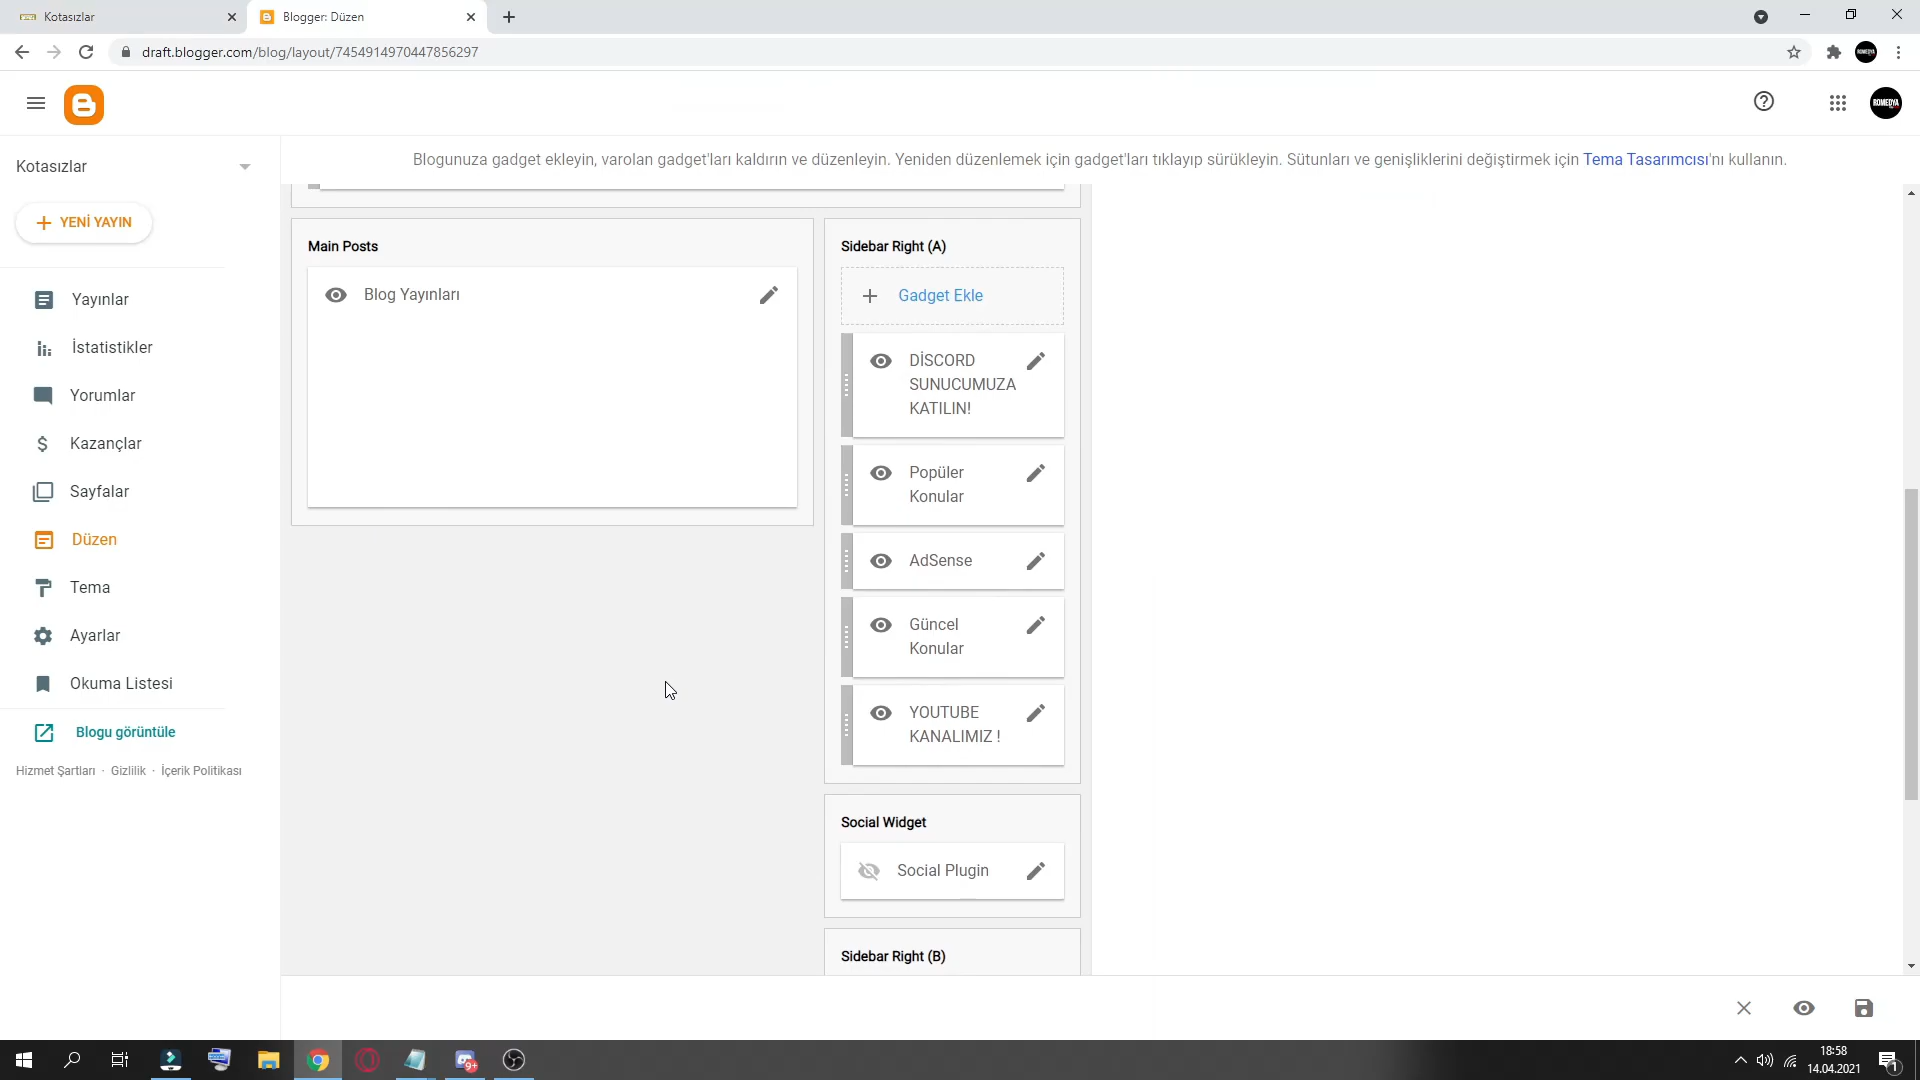 Kotasızlar
Blogger: Düzen
draft.blogger.com/blog/layout/7454914970447856297
ROMEDYA
ROMEDYA
Kotasızlar
YENİ YAYIN
Yayınlar
İstatistikler
Yorumlar
Kazançlar
Sayfalar
Düzen
Tema
Ayarlar
Okuma Listesi
Blogu görüntüle
Hizmet Şartları · Gizlilik · İçerik Politikası
Blogunuza gadget ekleyin, varolan gadget'ları kaldırın ve düzenleyin. Yeniden düzenlemek için gadget'ları tıklayıp sürükleyin. Sütunları ve genişliklerini değiştirmek için Tema Tasarımcısı'nı kullanın.
Main Posts
Blog Yayınları
Sidebar Right (A)
Gadget Ekle
DİSCORD
SUNUCUMUZA
KATILIN!
Popüler
Konular
AdSense
Güncel
Konular
YOUTUBE
KANALIMIZ !
Social Widget
Social Plugin
Sidebar Right (B)
9+
18:58
14.04.2021
1